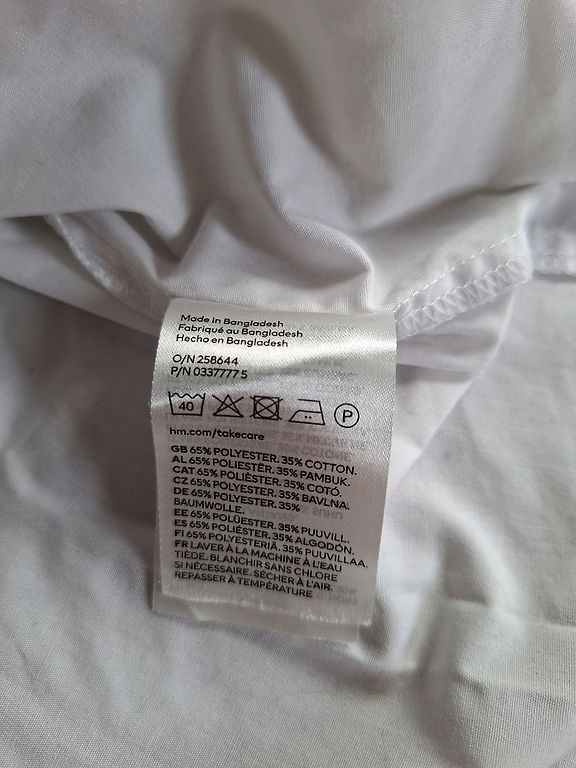 Made in Bangladesh
Fabriqué au Bangladesh
Hecho en Bangladesh
O/N 258644
P/N 0337777 5
40
P
hm.com/takecare
GB 65% POLYESTER. 35% COTTON.
AL 65% POLIESTËR. 35% PAMBUK.
CAT 65% POLIÈSTER. 35% COTÓ.
CZ 65% POLYESTER. 35% BAVLNA.
DE 65% POLYESTER. 35%
BAUMWOLLE.
EE 65% POLÜESTER. 35% PUUVILL.
ES 65% POLIÉSTER. 35% ALGODÓN.
FI 65% POLYESTERIÄ. 35% PUUVILLAA.
FR LAVER À LA MACHINE À L'EAU
TIÈDE. BLANCHIR SANS CHLORE
SI NÉCESSAIRE. SÉCHER À L'AIR.
REPASSER À TEMPÉRATURE